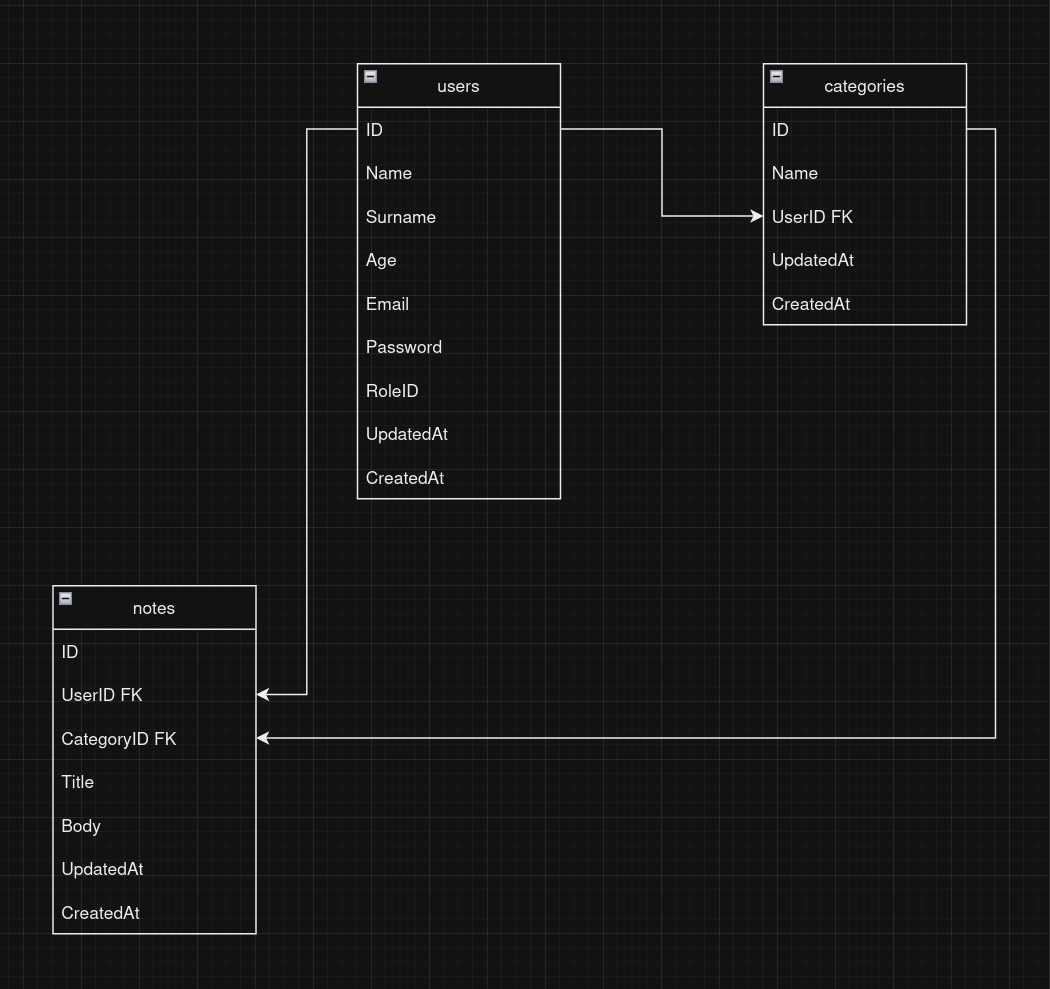 users
ID
Name
Surname
Age
Email
Password
RoleID
UpdatedAt
CreatedAt
categories
ID
Name
UserID FK
UpdatedAt
CreatedAt
notes
ID
UserID FK
CategoryID FK
Title
Body
UpdatedAt
CreatedAt